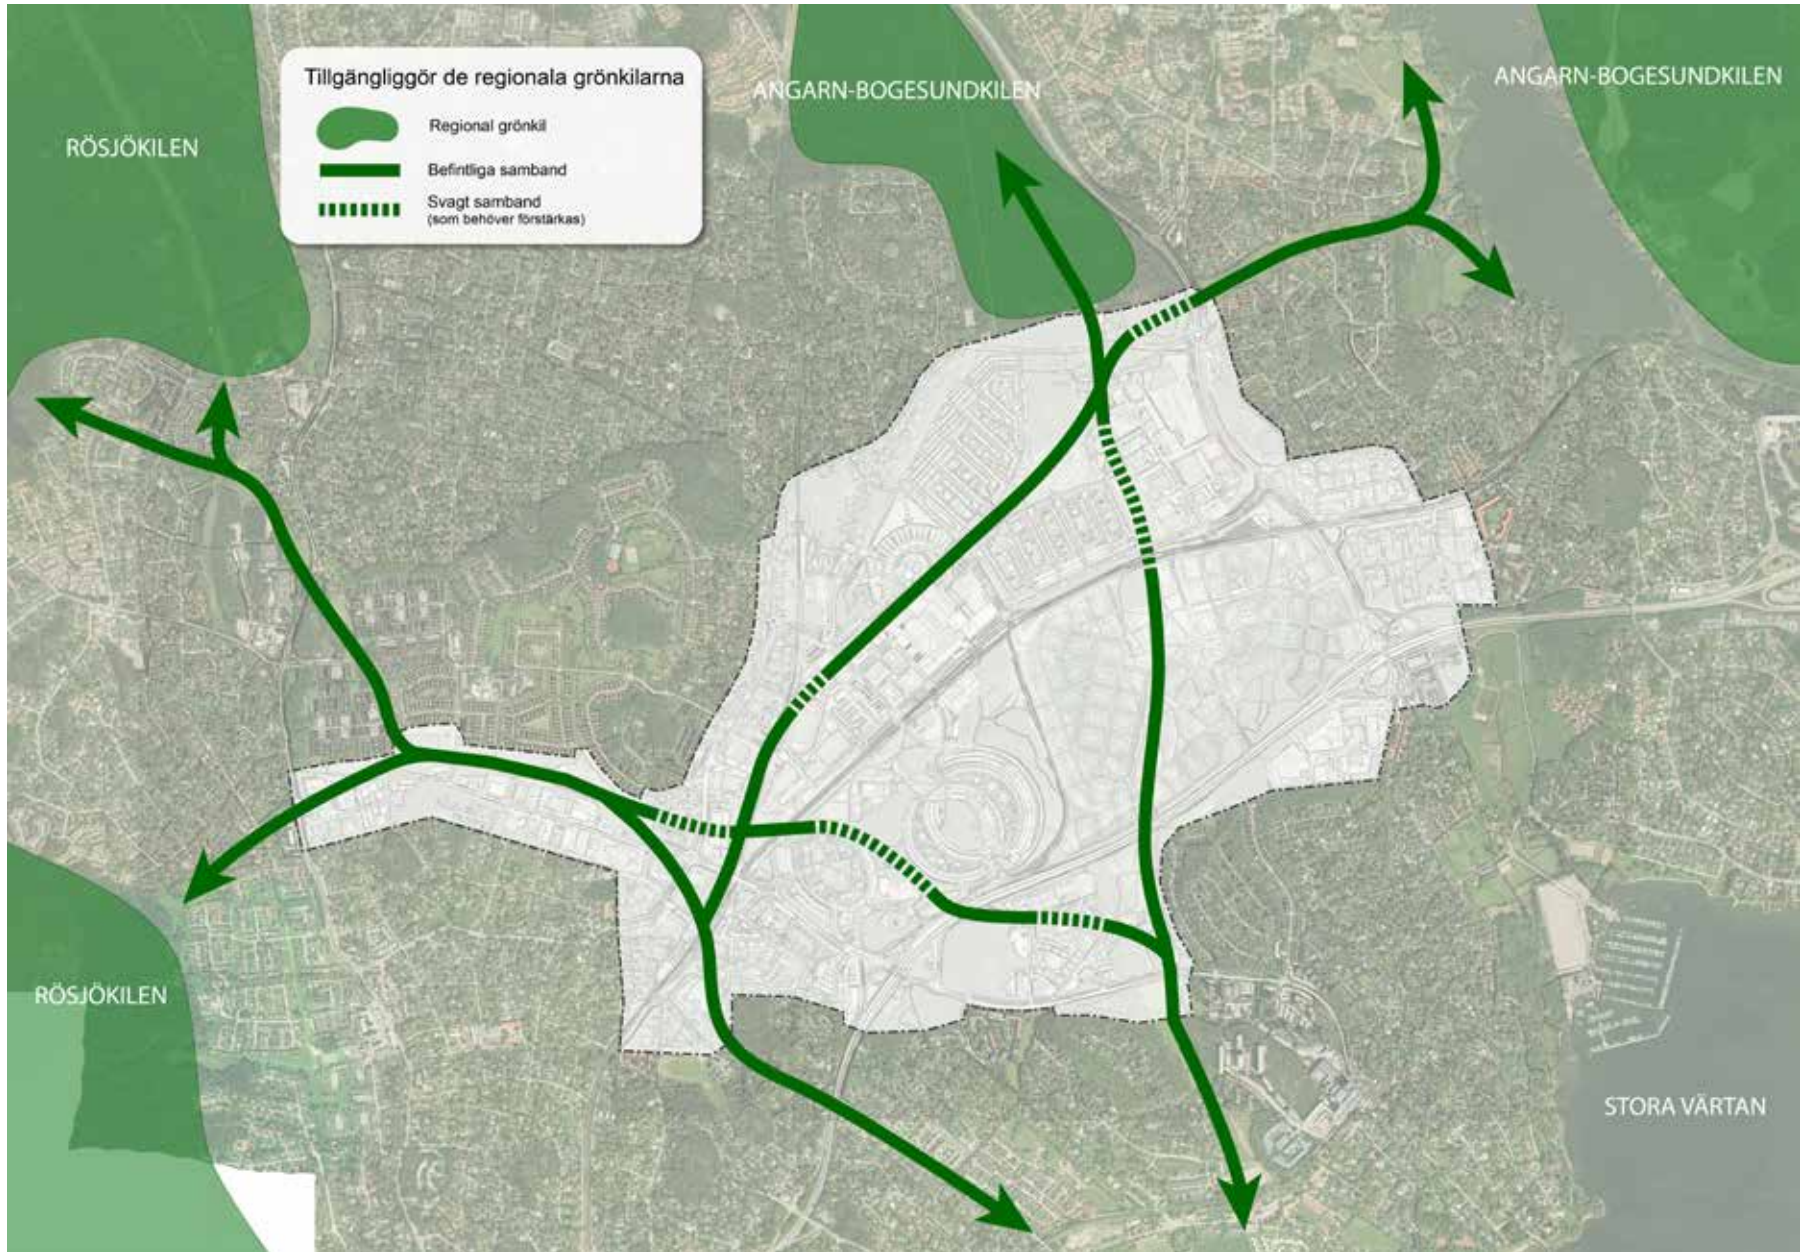 Tillgängliggör de regionala grönkilarna
Regional grönkil
Befintliga samband
Svagt samband
(som behöver förstärkas)
RÖSJÖKILEN
ANGARN-BOGESUNDKILEN
ANGARN-BOGESUNDKILEN
RÖSJÖKILEN
STORA VÄRTAN